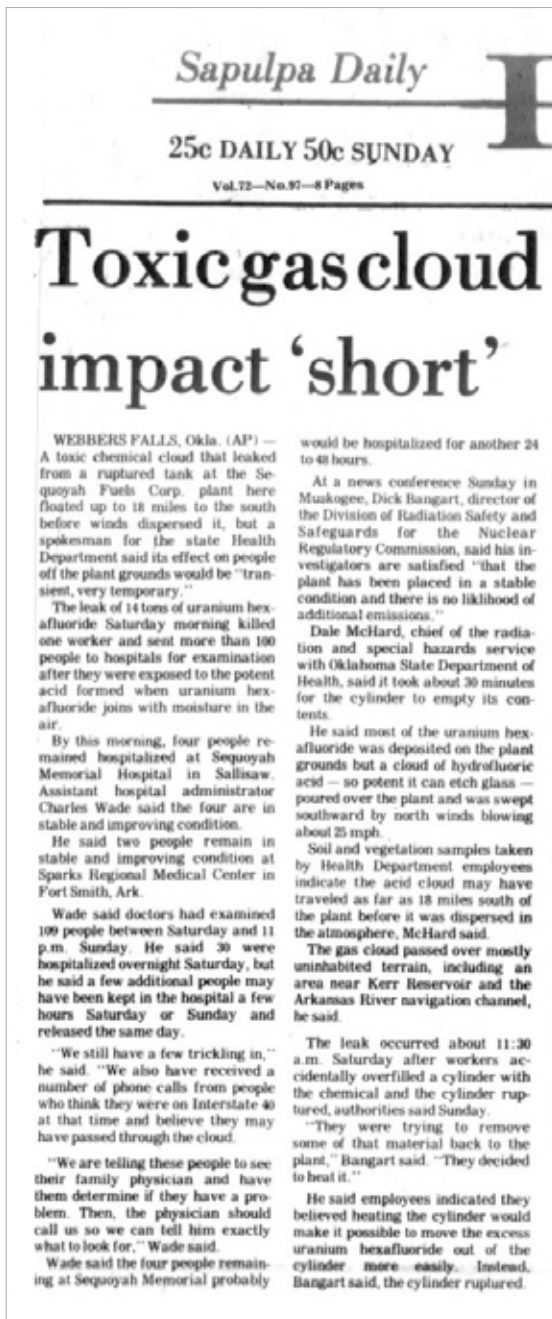 Sapulpa Daily
25c DAILY 50c SUNDAY
Vol.72—No.97—8 Pages
Toxic gas cloud
impact ‘short’
WEBBERS FALLS, Okla. (AP) —
A toxic chemical cloud that leaked
from a ruptured tank at the Se-
quoyah Fuels Corp. plant here
floated up to 18 miles to the south
before winds dispersed it, but a
spokesman for the state Health
Department said its effect on people
off the plant grounds would be "tran-
sient, very temporary."
The leak of 14 tons of uranium hex-
afluoride Saturday morning killed
one worker and sent more than 100
people to hospitals for examination
after they were exposed to the potent
acid formed when uranium hex-
afluoride joins with moisture in the
air.
By this morning, four people re-
mained hospitalized at Sequoyah
Memorial Hospital in Sallisaw.
Assistant hospital administrator
Charles Wade said the four are in
stable and improving condition.
He said two people remain in
stable and improving condition at
Sparks Regional Medical Center in
Fort Smith, Ark.
Wade said doctors had examined
109 people between Saturday and 11
p.m. Sunday. He said 30 were
hospitalized overnight Saturday, but
he said a few additional people may
have been kept in the hospital a few
hours Saturday or Sunday and
released the same day.
"We still have a few trickling in,"
he said. "We also have received a
number of phone calls from people
who think they were on Interstate 40
at that time and believe they may
have passed through the cloud.
"We are telling these people to see
their family physician and have
them determine if they have a pro-
blem. Then, the physician should
call us so we can tell him exactly
what to look for," Wade said.
Wade said the four people remain-
ing at Sequoyah Memorial probably
would be hospitalized for another 24
to 48 hours.
At a news conference Sunday in
Muskogee, Dick Bangart, director of
the Division of Radiation Safety and
Safeguards for the Nuclear
Regulatory Commission, said his in-
vestigators are satisfied "that the
plant has been placed in a stable
condition and there is no liklihood of
additional emissions."
Dale McHard, chief of the radia-
tion and special hazards service
with Oklahoma State Department of
Health, said it took about 30 minutes
for the cylinder to empty its con-
tents.
He said most of the uranium hex-
afluoride was deposited on the plant
grounds but a cloud of hydrofluoric
acid — so potent it can etch glass —
poured over the plant and was swept
southward by north winds blowing
about 25 mph.
Soil and vegetation samples taken
by Health Department employees
indicate the acid cloud may have
traveled as far as 18 miles south of
the plant before it was dispersed in
the atmosphere, McHard said.
The gas cloud passed over mostly
uninhabited terrain, including an
area near Kerr Reservoir and the
Arkansas River navigation channel,
he said.
The leak occurred about 11:30
a.m. Saturday after workers ac-
cidentally overfilled a cylinder with
the chemical and the cylinder rup-
tured, authorities said Sunday.
"They were trying to remove
some of that material back to the
plant," Bangart said. "They decided
to heat it."
He said employees indicated they
believed heating the cylinder would
make it possible to move the excess
uranium hexafluoride out of the
cylinder more easily. Instead,
Bangart said, the cylinder ruptured.